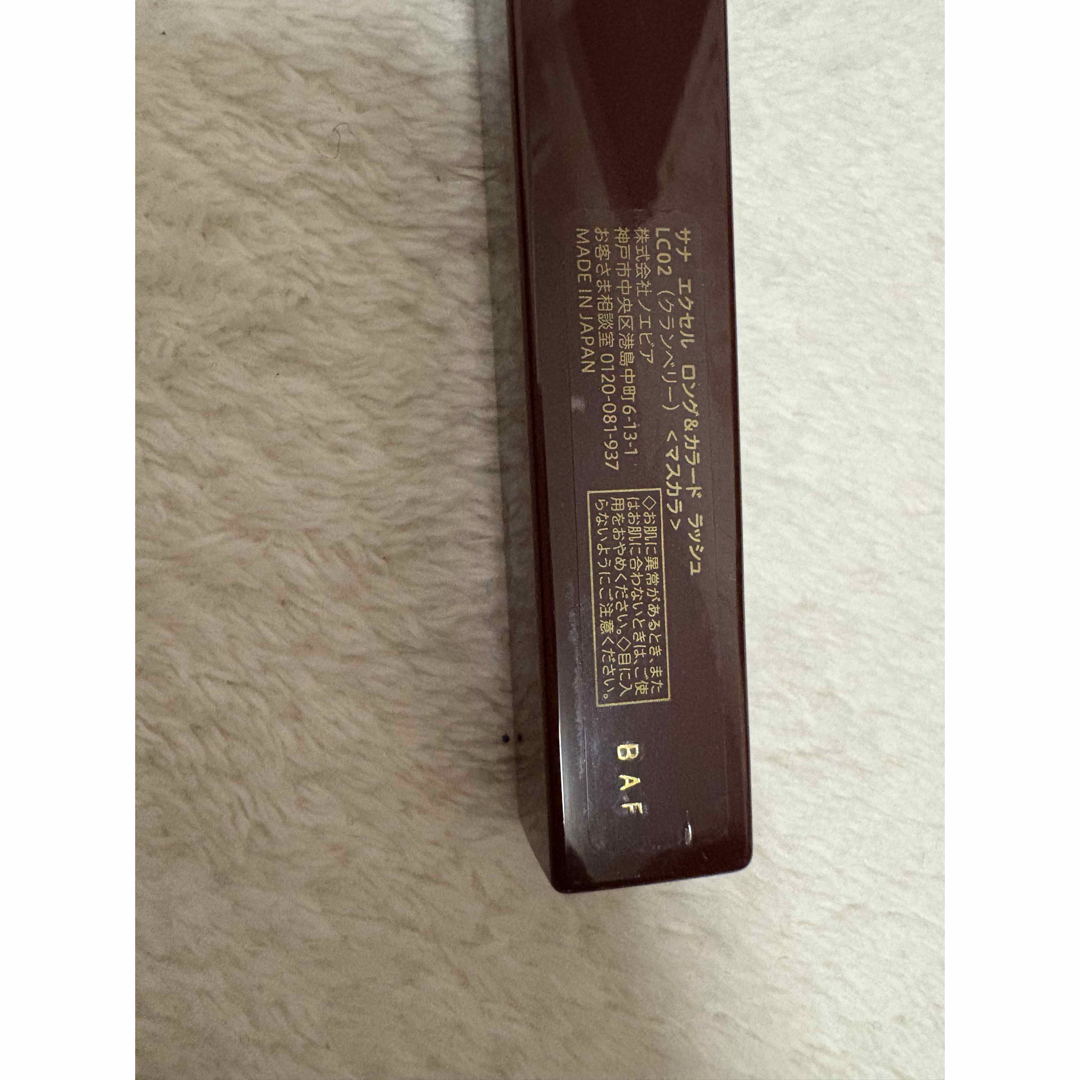 サナ エクセル ロング&カラード ラッシュ
LC02(クランベリー) <マスカラ>
株式会社ノエビア
神戸市中央区港島中町6-13-1
お客さま相談室 0120-081-937
MADE IN JAPAN
◇お肌に異常があるとき、また
はお肌に合わないときは、ご使
用をおやめください。◇目に入
らないようにご注意ください。
BAF